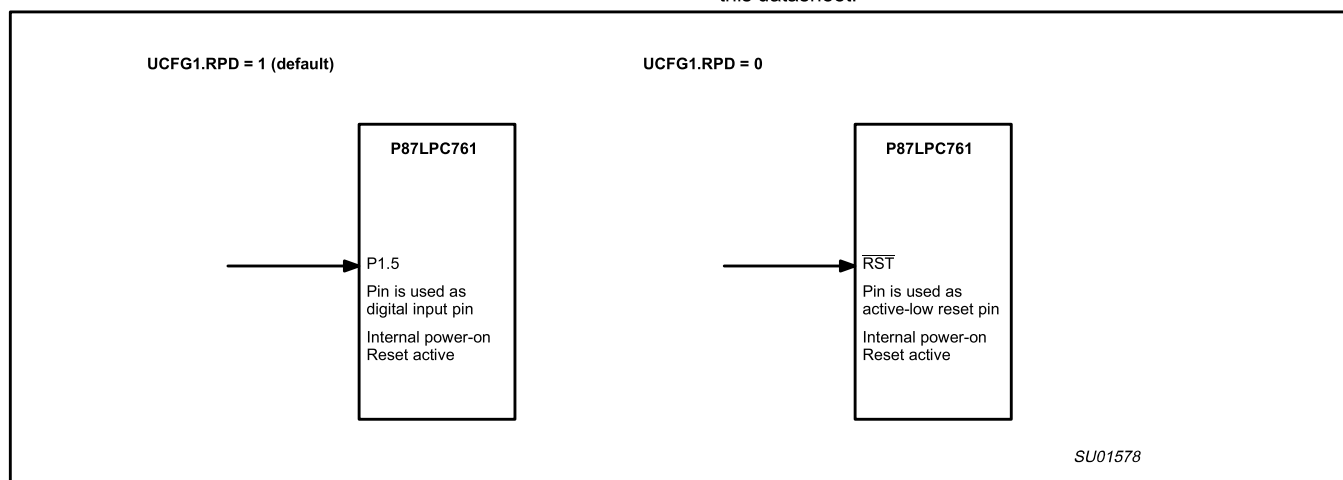 this datasheet.
UCFG1.RPD = 1 (default)
UCFG1.RPD = 0
P87LPC761
P1.5
Pin is used as
digital input pin
Internal power-on
Reset active
P87LPC761
RST
Pin is used as
active-low reset pin
Internal power-on
Reset active
SU01578